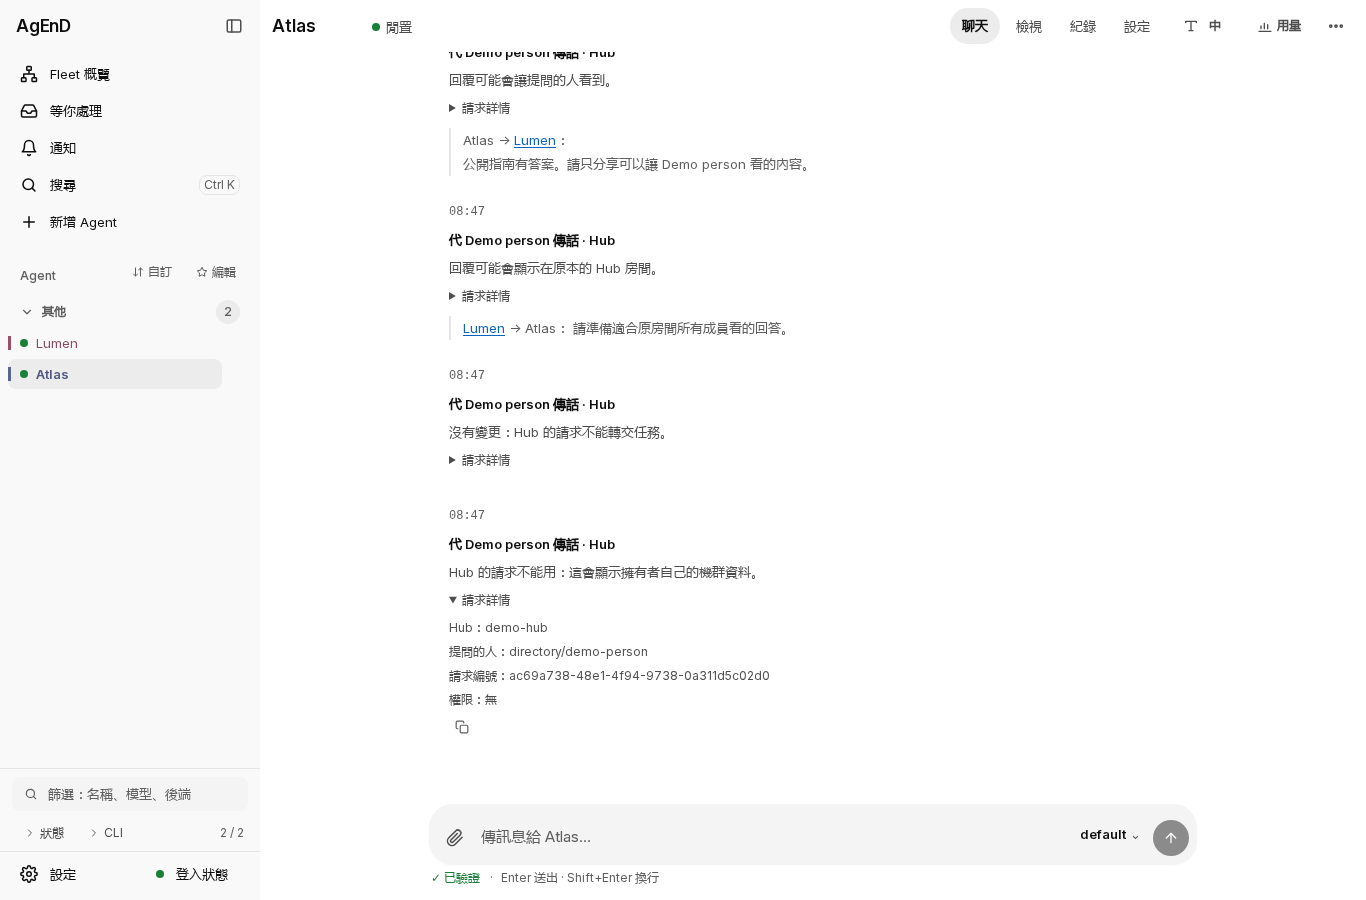 AgEnD
Fleet 概覽
等你處理
通知
搜尋
Ctrl K
新增 Agent
Agent
自訂
編輯
其他
2
Lumen
Atlas
篩選：名稱、模型、後端
狀態
CLI
2 / 2
設定
登入狀態
Atlas
閒置
聊天
檢視
紀錄
設定
中
用量
代 Demo person 傳話 · Hub
回覆可能會讓提問的人看到。
請求詳情
Atlas → Lumen：
公開指南有答案。請只分享可以讓 Demo person 看的內容。
08:47
代 Demo person 傳話 · Hub
回覆可能會顯示在原本的 Hub 房間。
請求詳情
Lumen → Atlas： 請準備適合原房間所有成員看的回答。
08:47
代 Demo person 傳話 · Hub
沒有變更：Hub 的請求不能轉交任務。
請求詳情
08:47
代 Demo person 傳話 · Hub
Hub 的請求不能用：這會顯示擁有者自己的機群資料。
請求詳情
Hub：demo-hub
提問的人：directory/demo-person
請求編號：ac69a738-48e1-4f94-9738-0a311d5c02d0
權限：無
傳訊息給 Atlas...
default
✓ 已驗證 · Enter 送出 · Shift+Enter 換行